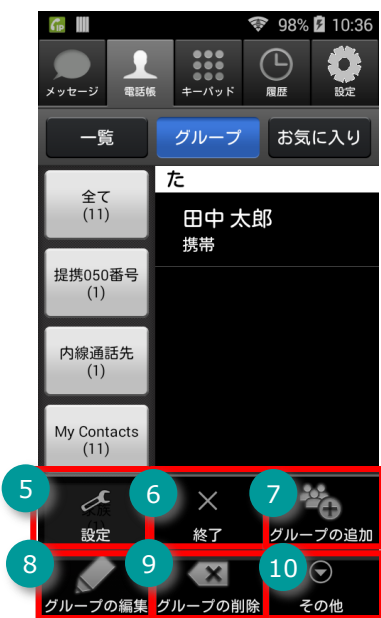 98% 10:36
メッセージ 電話帳 キーパッド 履歴 設定
一覧 グループ お気に入り
全て
(11)
提携050番号
(1)
内線通話先
(1)
My Contacts
(11)
た
田中 太郎
携帯
5 6 7
設定 終了 グループの追加
8 9 10
グループの編集 グループの削除 その他